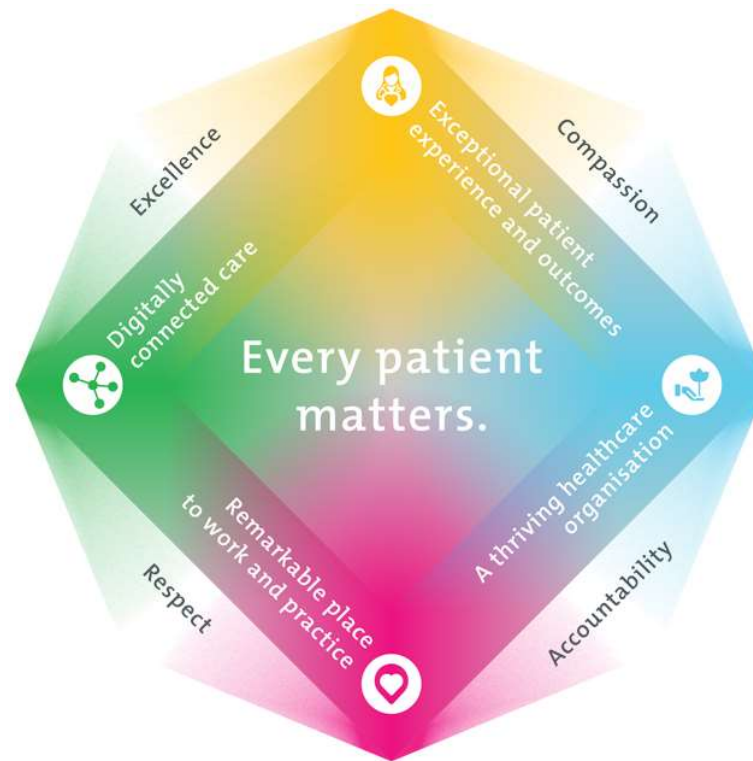 Excellence
Compassion
Exceptional patient
experience and outcomes
Digitally
connected care
Every patient
matters.
Remarkable place
to work and practice
A thriving healthcare
organisation
Respect
Accountability